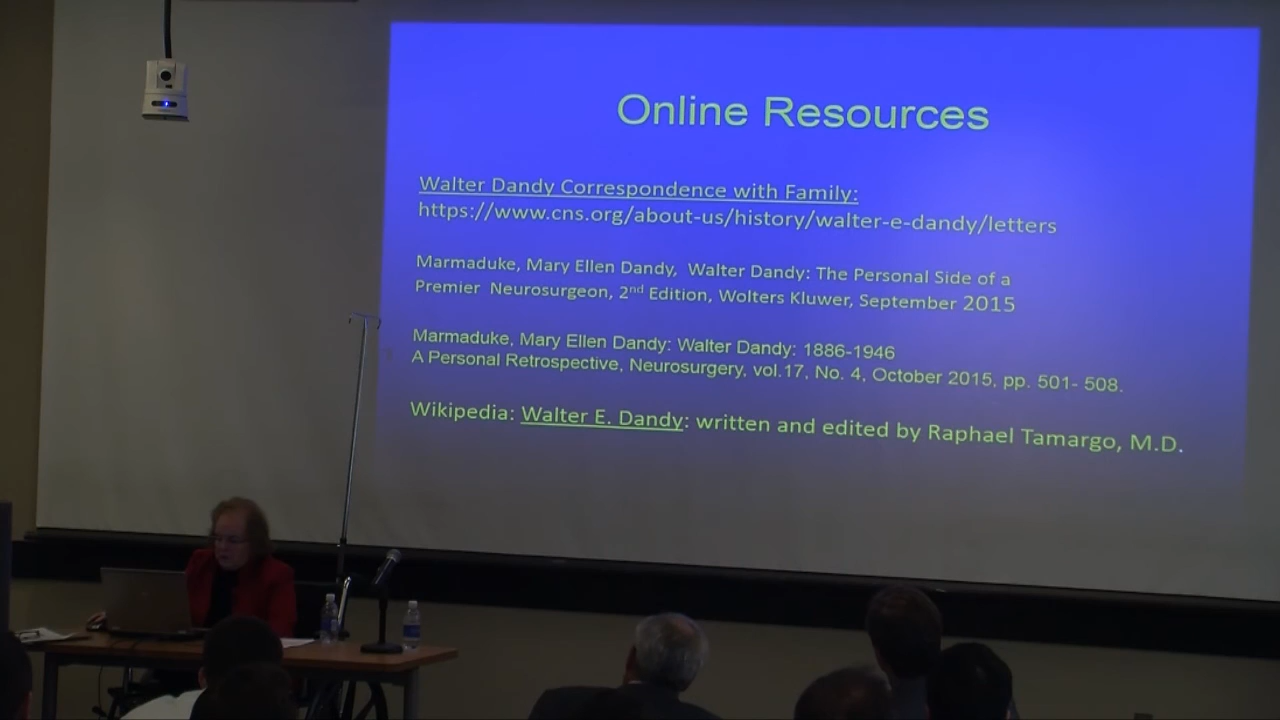 Online Resources
Walter Dandy Correspondence with Family:
https://www.cns.org/about-us/history/walter-e-dandy/letters
Marmaduke, Mary Ellen Dandy, Walter Dandy: The Personal Side of a
Premier Neurosurgeon, 2nd Edition, Wolters Kluwer, September 2015
Marmaduke, Mary Ellen Dandy: Walter Dandy: 1886-1946
A Personal Retrospective, Neurosurgery, vol.17, No. 4, October 2015, pp. 501- 508.
Wikipedia: Walter E. Dandy: written and edited by Raphael Tamargo, M.D.